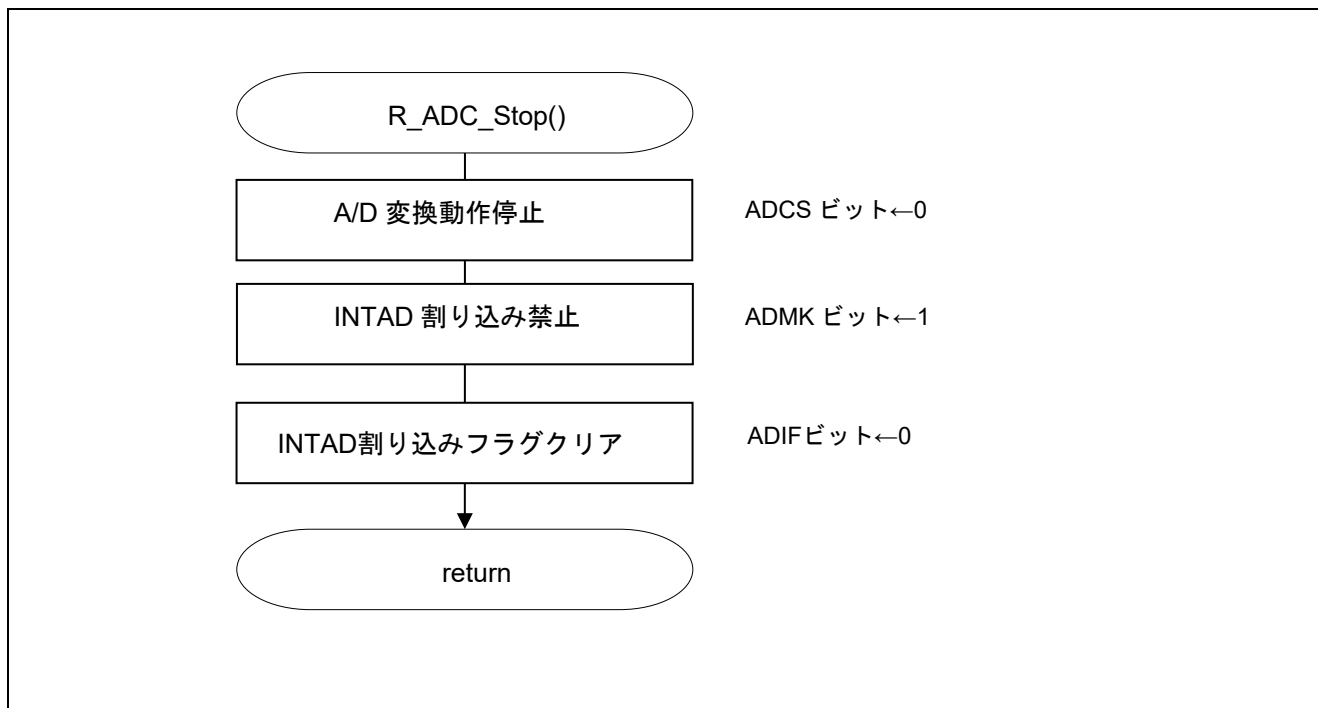 R_ADC_Stop()
A/D 変換動作停止
ADCS ビット←0
INTAD 割り込み禁止
ADMK ビット←1
INTAD割り込みフラグクリア
ADIFビット←0
return